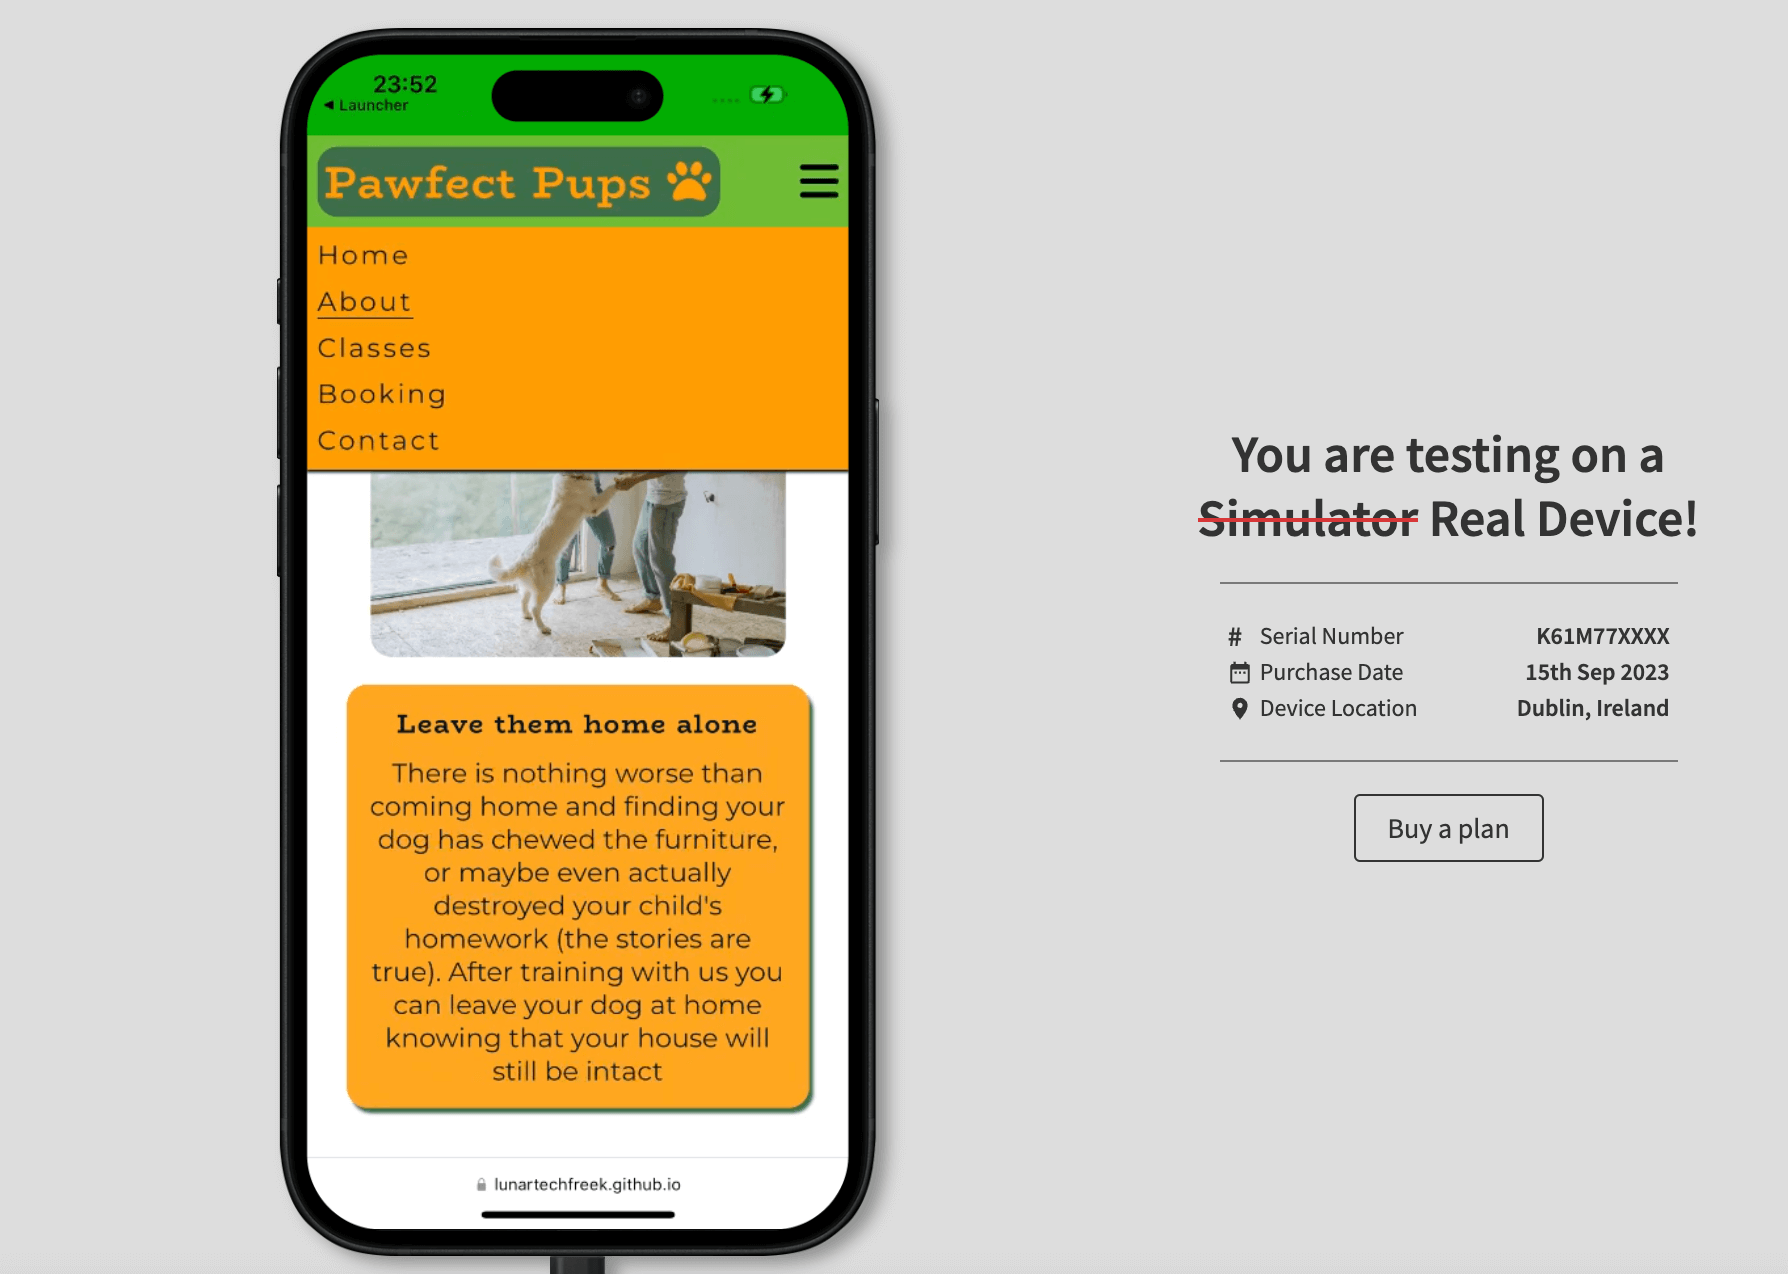 23:52
Launcher
Pawfect Pups
Home
About
Classes
Booking
Contact
Leave them home alone
There is nothing worse than
coming home and finding your
dog has chewed the furniture,
or maybe even actually
destroyed your child's
homework (the stories are
true). After training with us you
can leave your dog at home
knowing that your house will
still be intact
lunartechfreek.github.io
You are testing on a
Simulator Real Device!
# Serial Number K61M77XXXX
Purchase Date 15th Sep 2023
Device Location Dublin, Ireland
Buy a plan